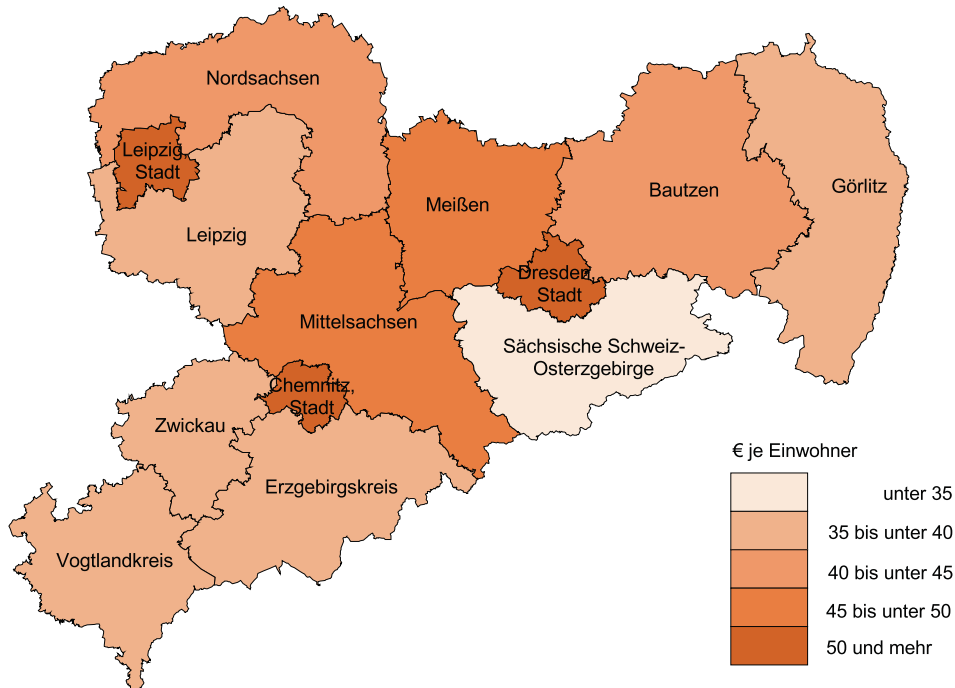 Nordsachsen
Leipzig,
Stadt
Leipzig
Meißen
Bautzen
Görlitz
Dresden,
Stadt
Mittelsachsen
Sächsische Schweiz-
Osterzgebirge
Chemnitz,
Stadt
Zwickau
Erzgebirgskreis
Vogtlandkreis
€ je Einwohner
unter 35
35 bis unter 40
40 bis unter 45
45 bis unter 50
50 und mehr